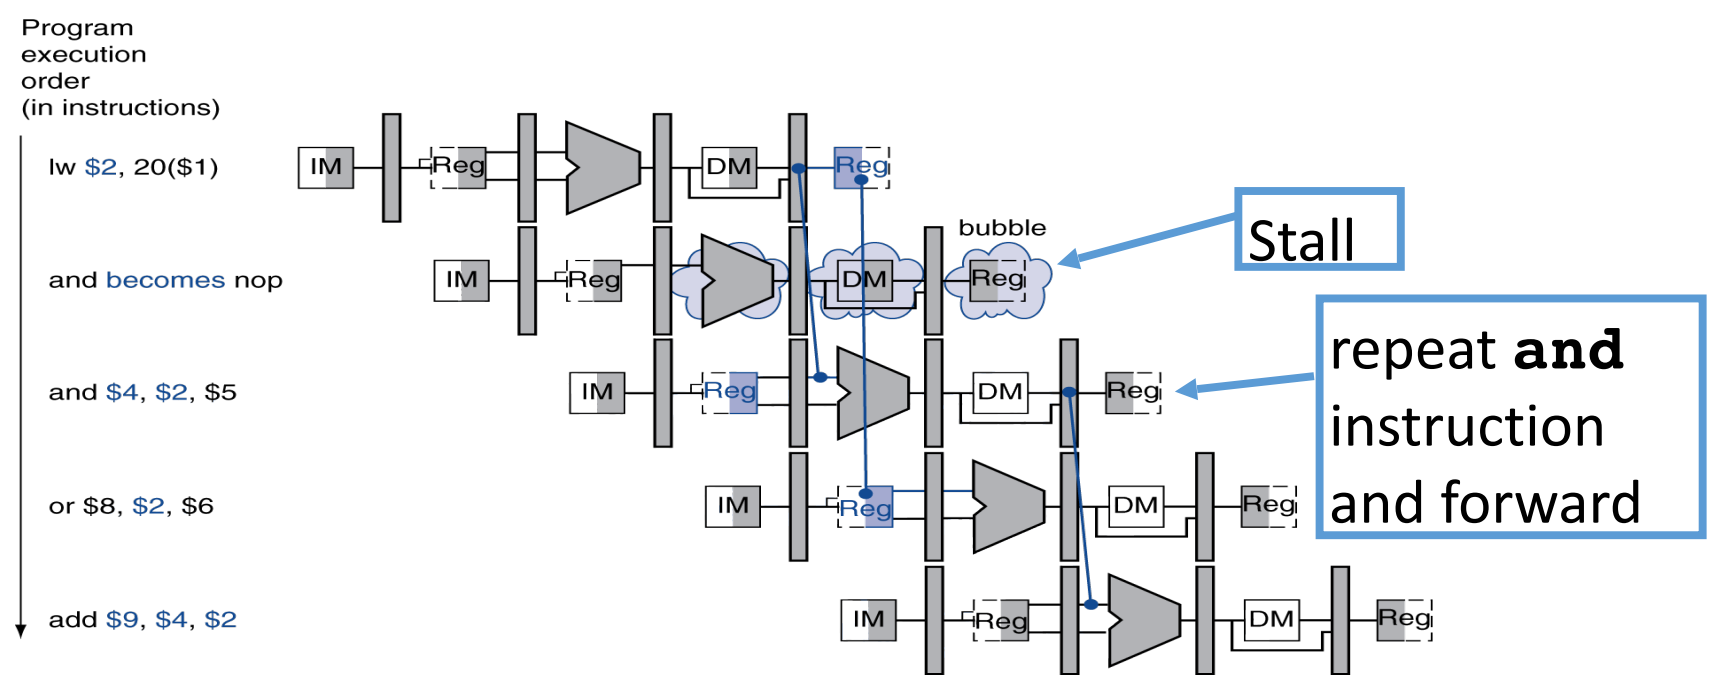 Program
execution
order
(in instructions)
lw $2, 20($1)
IM
Reg
DM
Reg
bubble
Stall
and becomes nop
IM
Reg
DM
Reg
repeat and
instruction
and forward
and $4, $2, $5
IM
Reg
DM
Reg
or $8, $2, $6
IM
Reg
DM
Reg
add $9, $4, $2
IM
Reg
DM
Reg